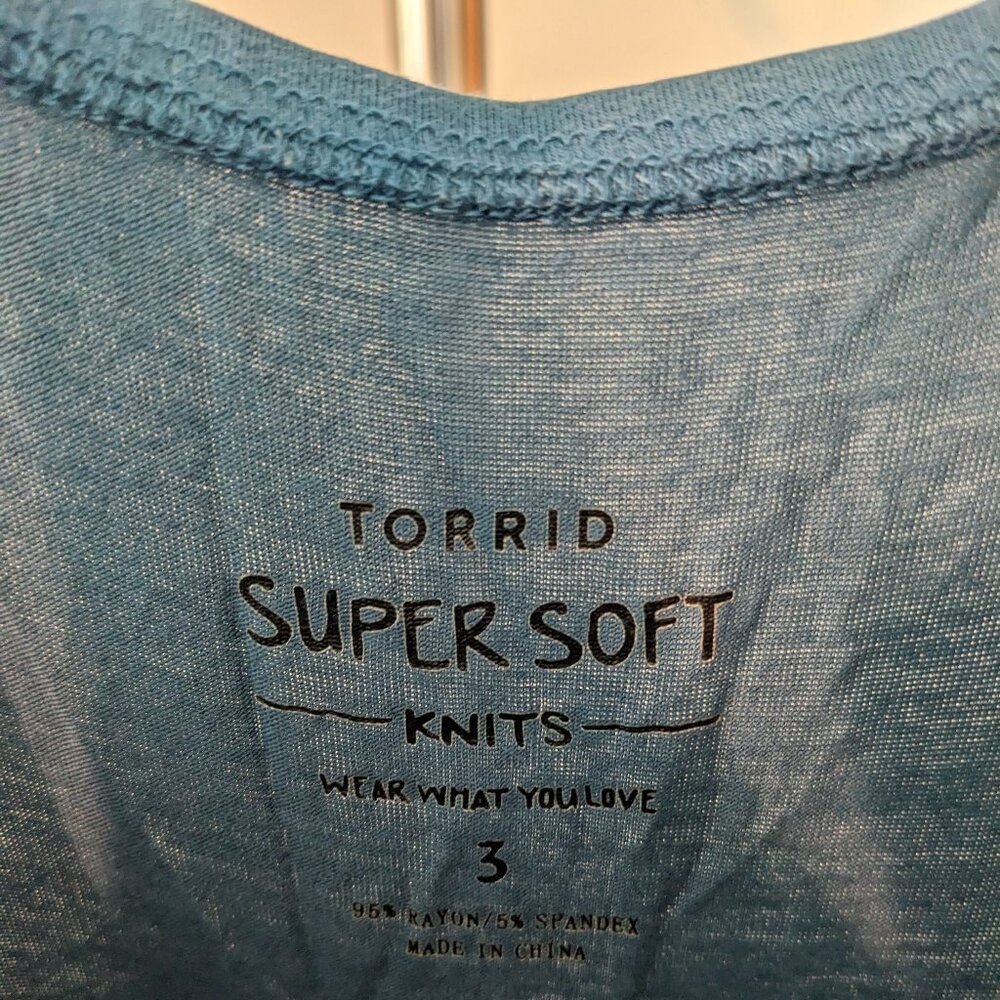 TORRID
SUPER SOFT
KNITS
WEAR WHAT YOU LOVE
3
95% RAYON/5% SPANDEX
MADE IN CHINA